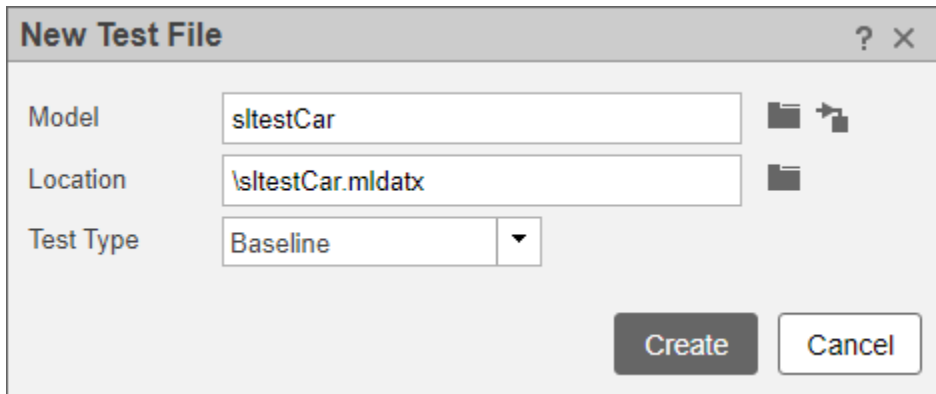 New Test File ?
Model sltestCar
Location \sltestCar.mldatx
Test Type Baseline
Create Cancel